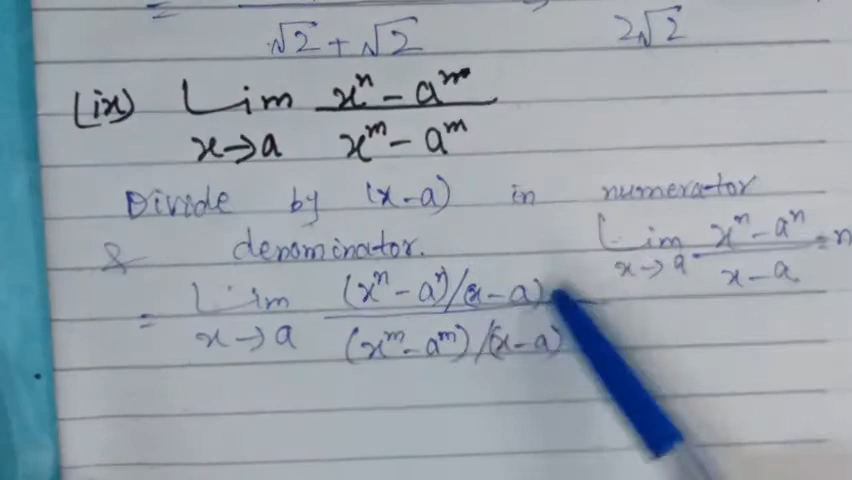 = √2 + √2 2√2
(ix) Lim x→a (xⁿ - aᵐ)/(xᵐ - aᵐ)
Divide by (x-a) in numerator
& denominator. Lim x→a (xⁿ - aⁿ)/(x-a) = n
= Lim x→a ((xⁿ - aⁿ)/(x-a))/((xᵐ - aᵐ)/(x-a))